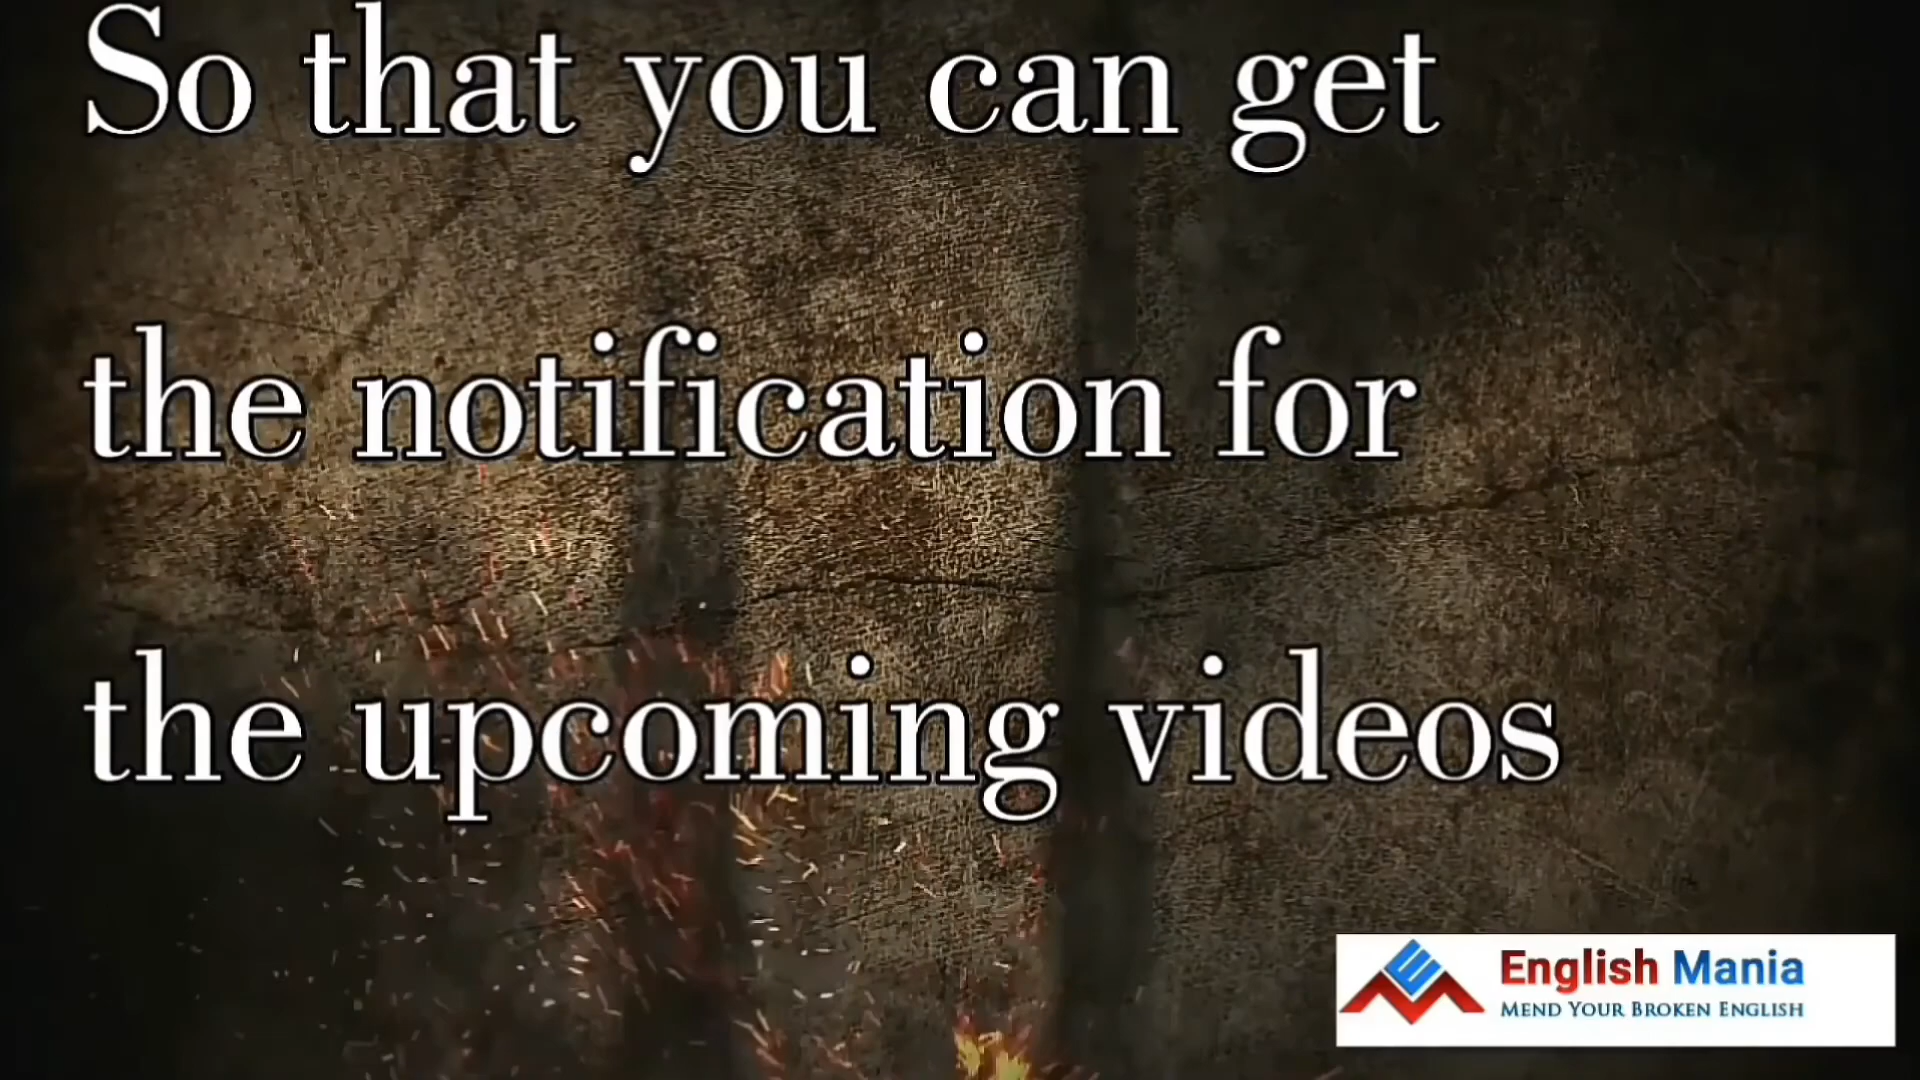 So that you can get
the notification for
the upcoming videos
English Mania
MEND YOUR BROKEN ENGLISH